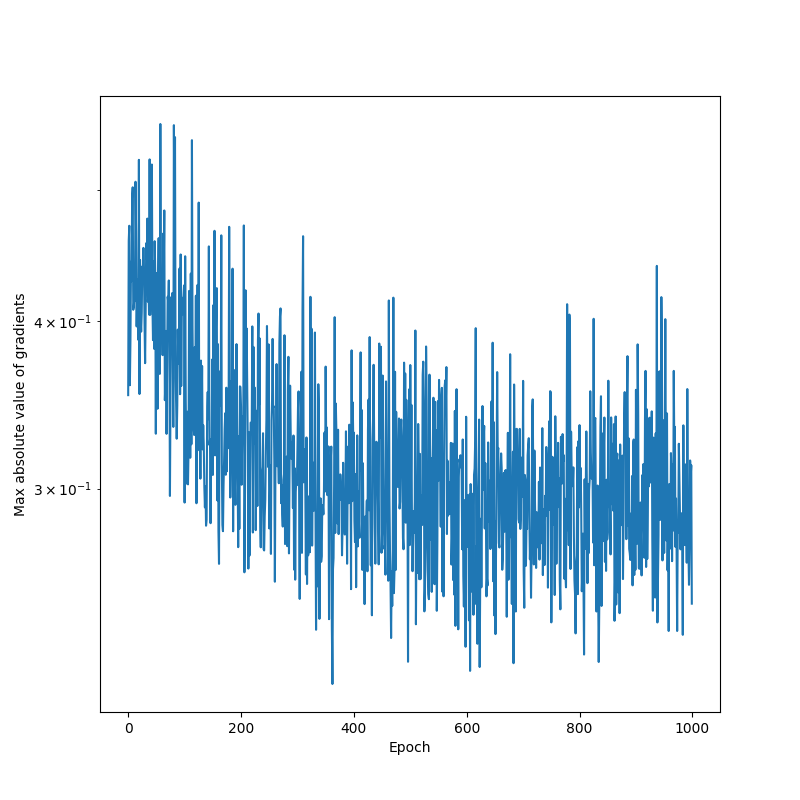 Max absolute value of gradients
4 × 10⁻¹
3 × 10⁻¹
0 200 400 600 800 1000
Epoch